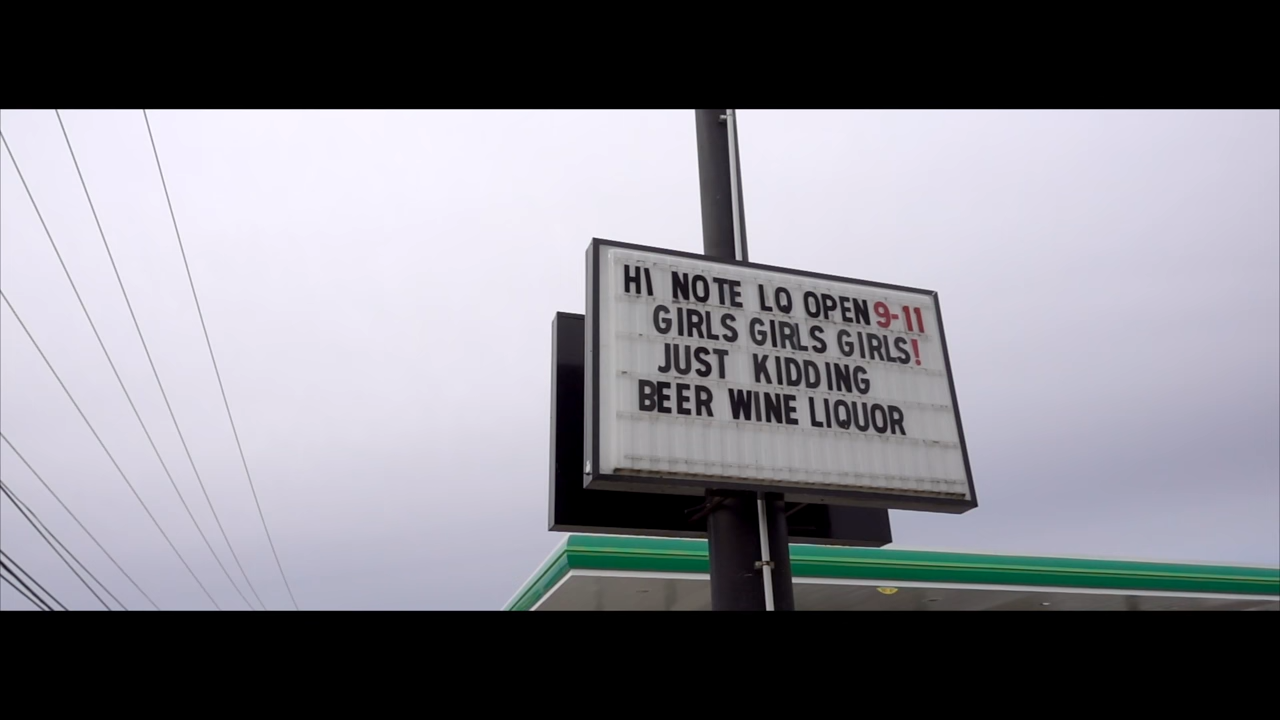 HI NOTE LQ OPEN 9-11
GIRLS GIRLS GIRLS!
JUST KIDDING
BEER WINE LIQUOR